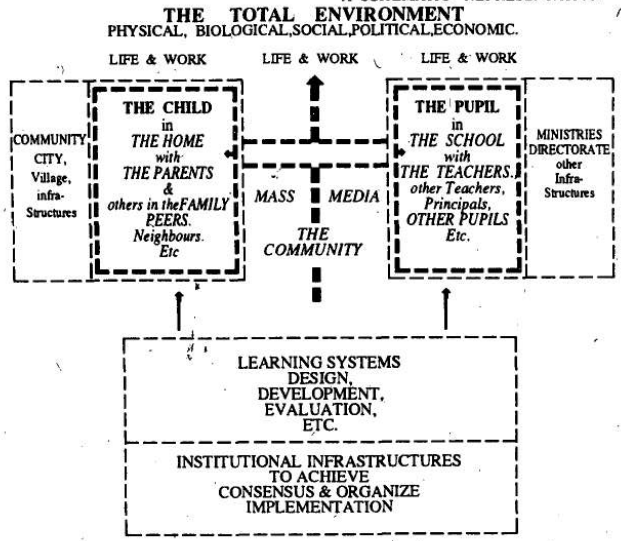 THE TOTAL ENVIRONMENT
PHYSICAL, BIOLOGICAL,SOCIAL,POLITICAL,ECONOMIC.
LIFE & WORK
LIFE & WORK
LIFE & WORK
COMMUNITY
CITY,
Village,
infra-
Structures
THE CHILD
in
THE HOME
with
THE PARENTS
&
others in theFAMILY
PEERS.
Neighbours.
Etc
MASS MEDIA
THE
COMMUNITY
THE PUPIL
in
THE SCHOOL
with
THE TEACHERS.
other Teachers,
Principals,
OTHER PUPILS
Etc.
MINISTRIES
DIRECTORATE
other
Infra-
Structures
LEARNING SYSTEMS
DESIGN,
DEVELOPMENT,
EVALUATION,
ETC.
INSTITUTIONAL INFRASTRUCTURES
TO ACHIEVE
CONSENSUS & ORGANIZE
IMPLEMENTATION